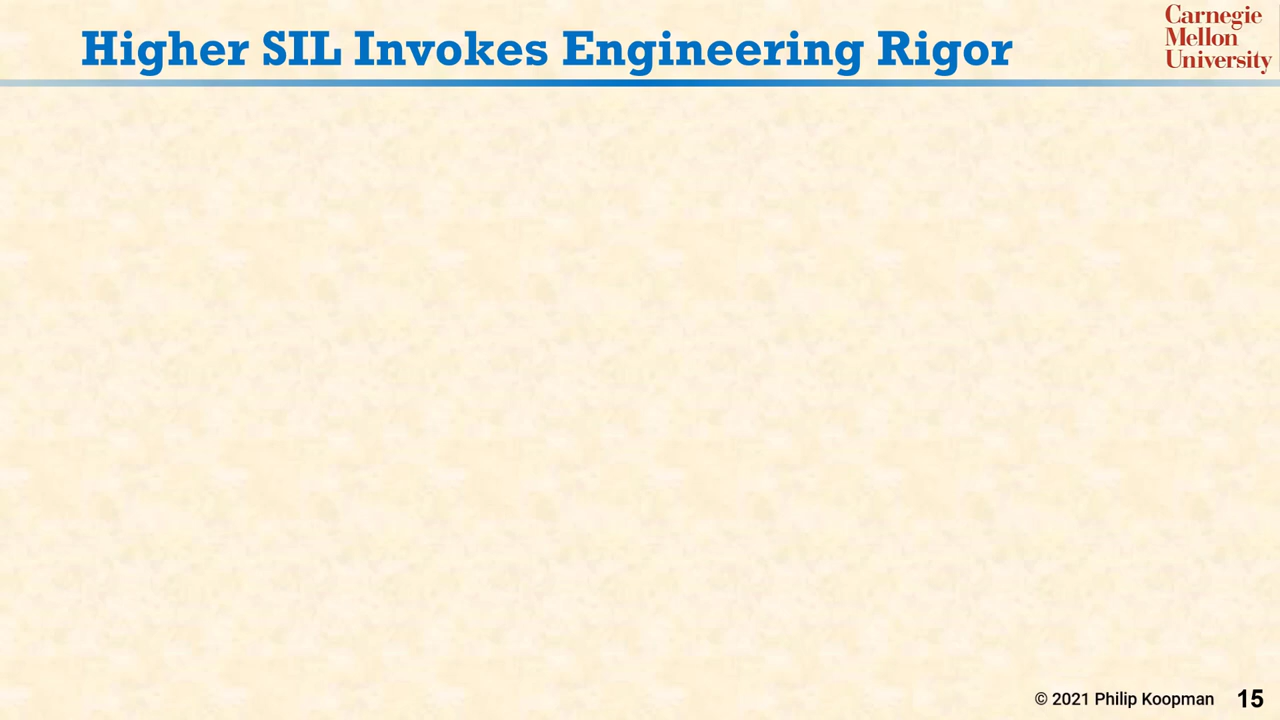 Higher SIL Invokes Engineering Rigor
Carnegie
Mellon
University
© 2021 Philip Koopman 15